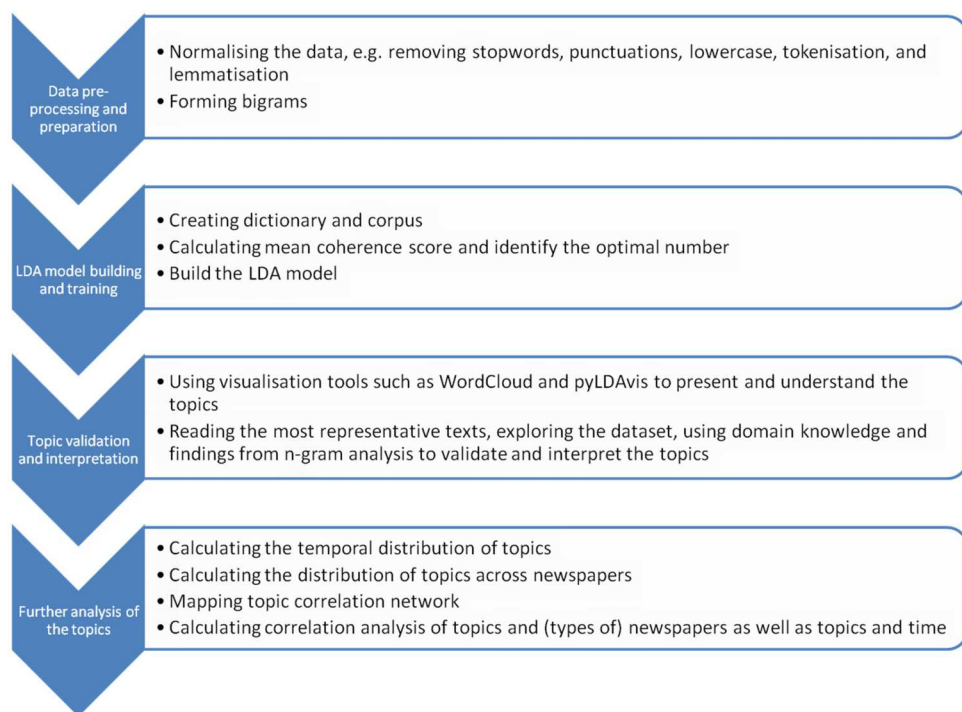 Data pre-
processing and
preparation
• Normalising the data, e.g. removing stopwords, punctuations, lowercase, tokenisation, and
lemmatisation
• Forming bigrams
LDA model building
and training
• Creating dictionary and corpus
• Calculating mean coherence score and identify the optimal number
• Build the LDA model
Topic validation
and interpretation
• Using visualisation tools such as WordCloud and pyLDAvis to present and understand the
topics
• Reading the most representative texts, exploring the dataset, using domain knowledge and
findings from n-gram analysis to validate and interpret the topics
Further analysis of
the topics
• Calculating the temporal distribution of topics
• Calculating the distribution of topics across newspapers
• Mapping topic correlation network
• Calculating correlation analysis of topics and (types of) newspapers as well as topics and time